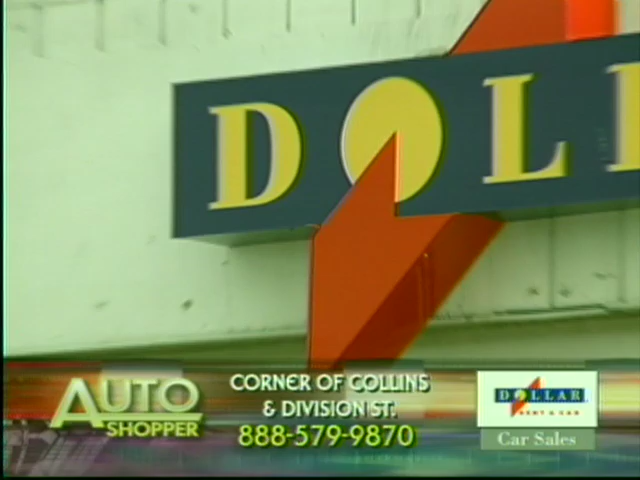 DOLL
AUTO
SHOPPER
CORNER OF COLLINS
& DIVISION ST.
888-579-9870
DOLLAR
RENT A CAR
Car Sales